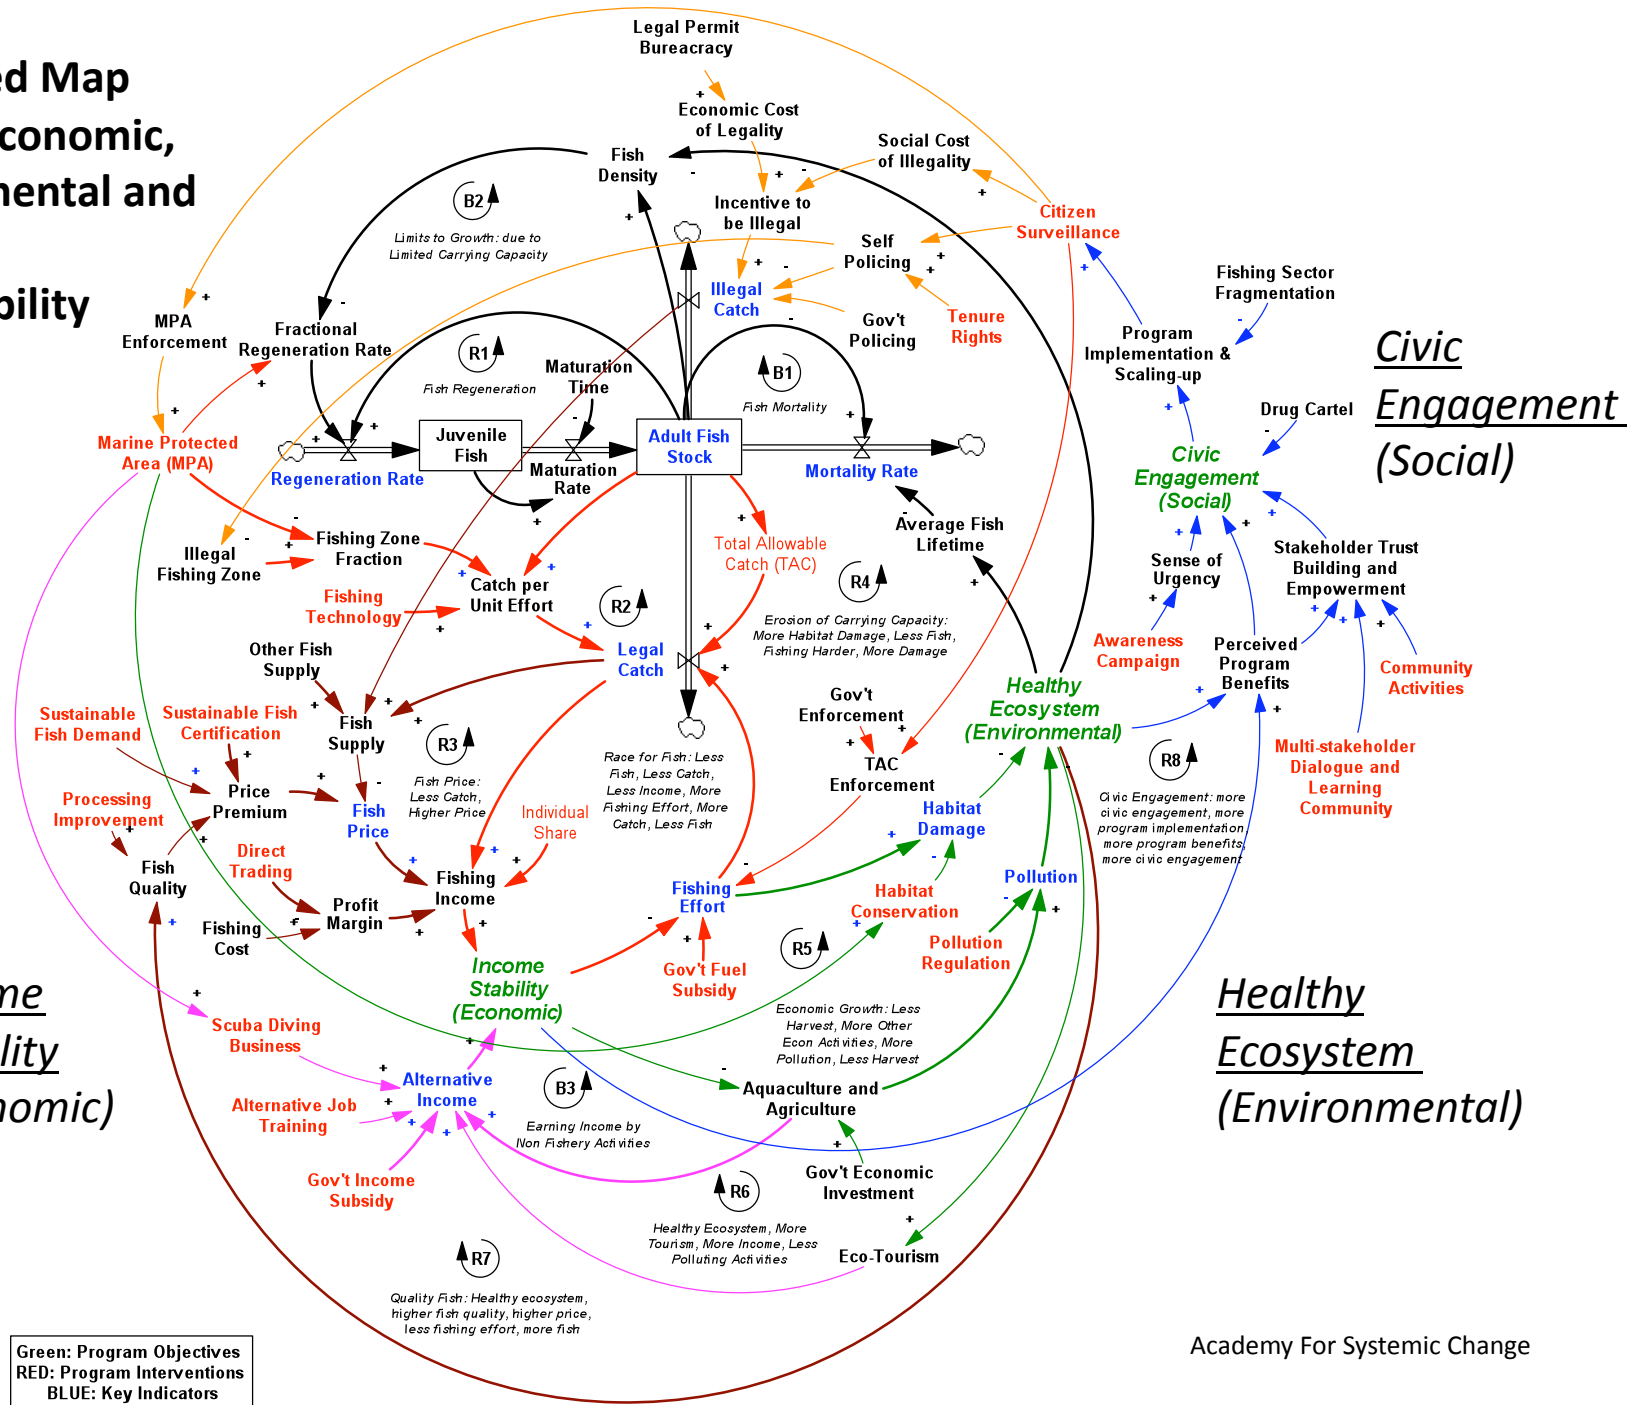 ed Map
conomic,
mental and
bility
Legal Permit
Bureacracy
Economic Cost
of Legality
Social Cost
of Illegality
Fish
Density
B2
Limits to Growth: due to
Limited Carrying Capacity
Incentive to
be Illegal
Citizen
Surveillance
Self
Policing
Illegal
Catch
Gov't
Policing
Tenure
Rights
Fishing Sector
Fragmentation
Program
Implementation &
Scaling-up
Civic
Engagement
(Social)
MPA
Enforcement
Fractional
Regeneration Rate
R1
Fish Regeneration
Maturation
Time
B1
Fish Mortality
Drug Cartel
Marine Protected
Area (MPA)
Juvenile
Fish
Adult Fish
Stock
Regeneration Rate
Maturation
Rate
Mortality Rate
Civic
Engagement
(Social)
Illegal
Fishing Zone
Fishing Zone
Fraction
Total Allowable
Catch (TAC)
Average Fish
Lifetime
Sense of
Urgency
Stakeholder Trust
Building and
Empowerment
Fishing
Technology
Catch per
Unit Effort
R2
R4
Erosion of Carrying Capacity:
More Habitat Damage, Less Fish,
Fishing Harder, More Damage
Other Fish
Supply
Legal
Catch
Awareness
Campaign
Perceived
Program
Benefits
Community
Activities
Sustainable
Fish Demand
Sustainable Fish
Certification
Fish
Supply
R3
Fish Price:
Less Catch,
Higher Price
Race for Fish: Less
Fish, Less Catch,
Less Income, More
Fishing Effort, More
Catch, Less Fish
Gov't
Enforcement
TAC
Enforcement
Healthy
Ecosystem
(Environmental)
R8
Civic Engagement: more
civic engagement, more
program implementation,
more program benefits,
more civic engagement
Multi-stakeholder
Dialogue and
Learning
Community
Processing
Improvement
Price
Premium
Fish
Price
Individual
Share
Habitat
Damage
Fish
Quality
Direct
Trading
Profit
Margin
Fishing
Income
Fishing
Effort
Habitat
Conservation
Pollution
Fishing
Cost
Income
Stability
(Economic)
Gov't Fuel
Subsidy
R5
Pollution
Regulation
me
lity
nomic)
Healthy
Ecosystem
(Environmental)
Scuba Diving
Business
Economic Growth: Less
Harvest, More Other
Econ Activities, More
Pollution, Less Harvest
Alternative
Income
B3
Earning Income by
Non Fishery Activities
Aquaculture and
Agriculture
Alternative Job
Training
Gov't Income
Subsidy
R6
Healthy Ecosystem, More
Tourism, More Income, Less
Polluting Activities
Gov't Economic
Investment
Eco-Tourism
R7
Quality Fish: Healthy ecosystem,
higher fish quality, higher price,
less fishing effort, more fish
Green: Program Objectives
RED: Program Interventions
BLUE: Key Indicators
Academy For Systemic Change